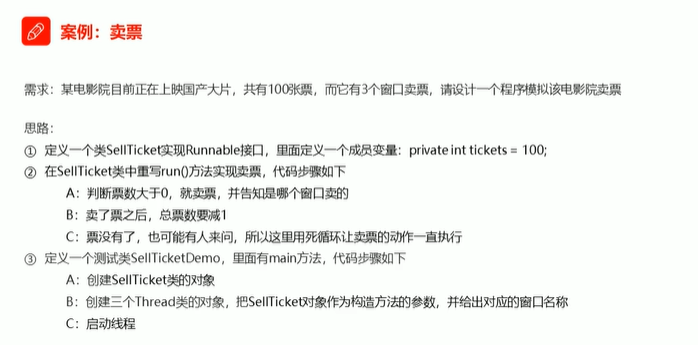 案例：卖票
需求：某电影院目前正在上映国产大片，共有100张票，而它有3个窗口卖票，请设计一个程序模拟该电影院卖票
思路：
① 定义一个类SellTicket实现Runnable接口，里面定义一个成员变量：private int tickets = 100;
② 在SellTicket类中重写run()方法实现卖票，代码步骤如下
A：判断票数大于0，就卖票，并告知是哪个窗口卖的
B：卖了票之后，总票数要减1
C：票没有了，也可能有人来问，所以这里用死循环让卖票的动作一直执行
③ 定义一个测试类SellTicketDemo，里面有main方法，代码步骤如下
A：创建SellTicket类的对象
B：创建三个Thread类的对象，把SellTicket对象作为构造方法的参数，并给出对应的窗口名称
C：启动线程